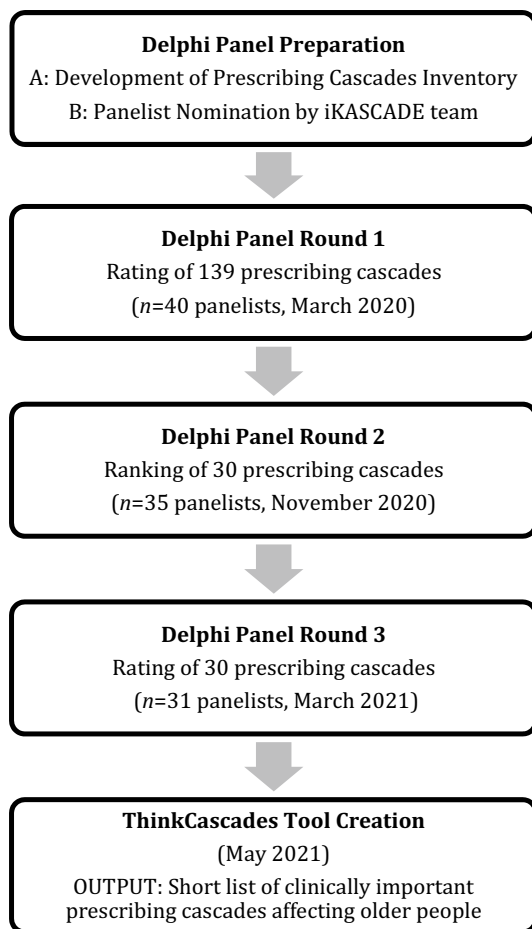 Delphi Panel Preparation
A: Development of Prescribing Cascades Inventory
B: Panelist Nomination by iKASCADE team
Delphi Panel Round 1
Rating of 139 prescribing cascades
(n=40 panelists, March 2020)
Delphi Panel Round 2
Ranking of 30 prescribing cascades
(n=35 panelists, November 2020)
Delphi Panel Round 3
Rating of 30 prescribing cascades
(n=31 panelists, March 2021)
ThinkCascades Tool Creation
(May 2021)
OUTPUT: Short list of clinically important
prescribing cascades affecting older people